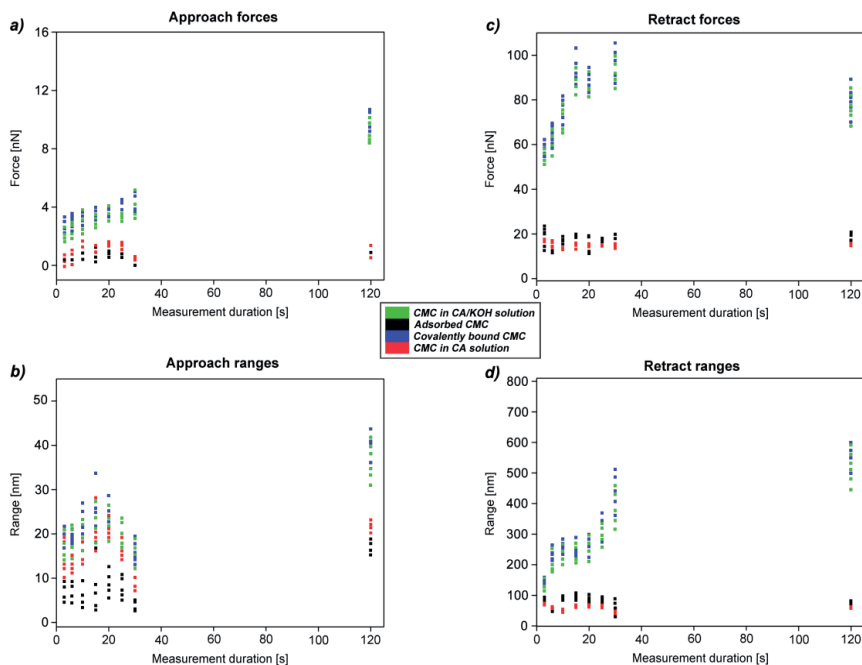 a)
Approach forces
16
12
8
4
0
Force [nN]
0 20 40 60 80 100 120
Measurement duration [s]
c)
Retract forces
100
80
60
40
20
0
Force [nN]
0 20 40 60 80 100 120
Measurement duration [s]
CMC in CA/KOH solution
Adsorbed CMC
Covalently bound CMC
CMC in CA solution
b)
Approach ranges
50
40
30
20
10
0
Range [nm]
0 20 40 60 80 100 120
Measurement duration [s]
d)
Retract ranges
800
700
600
500
400
300
200
100
0
Range [nm]
0 20 40 60 80 100 120
Measurement duration [s]